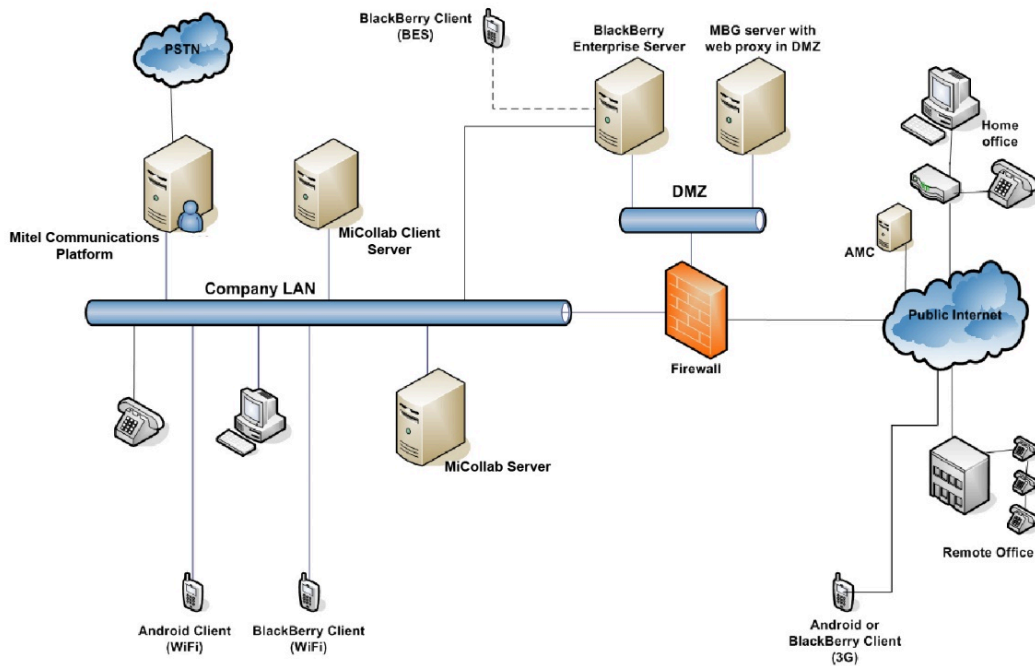 BlackBerry Client
(BES)
BlackBerry
Enterprise Server
MBG server with
web proxy in DMZ
PSTN
Home
office
DMZ
Mitel Communications
Platform
MiCollab Client
Server
AMC
Company LAN
Public Internet
Firewall
MiCollab Server
Remote Office
Android Client
(WiFi)
BlackBerry Client
(WiFi)
Android or
BlackBerry Client
(3G)